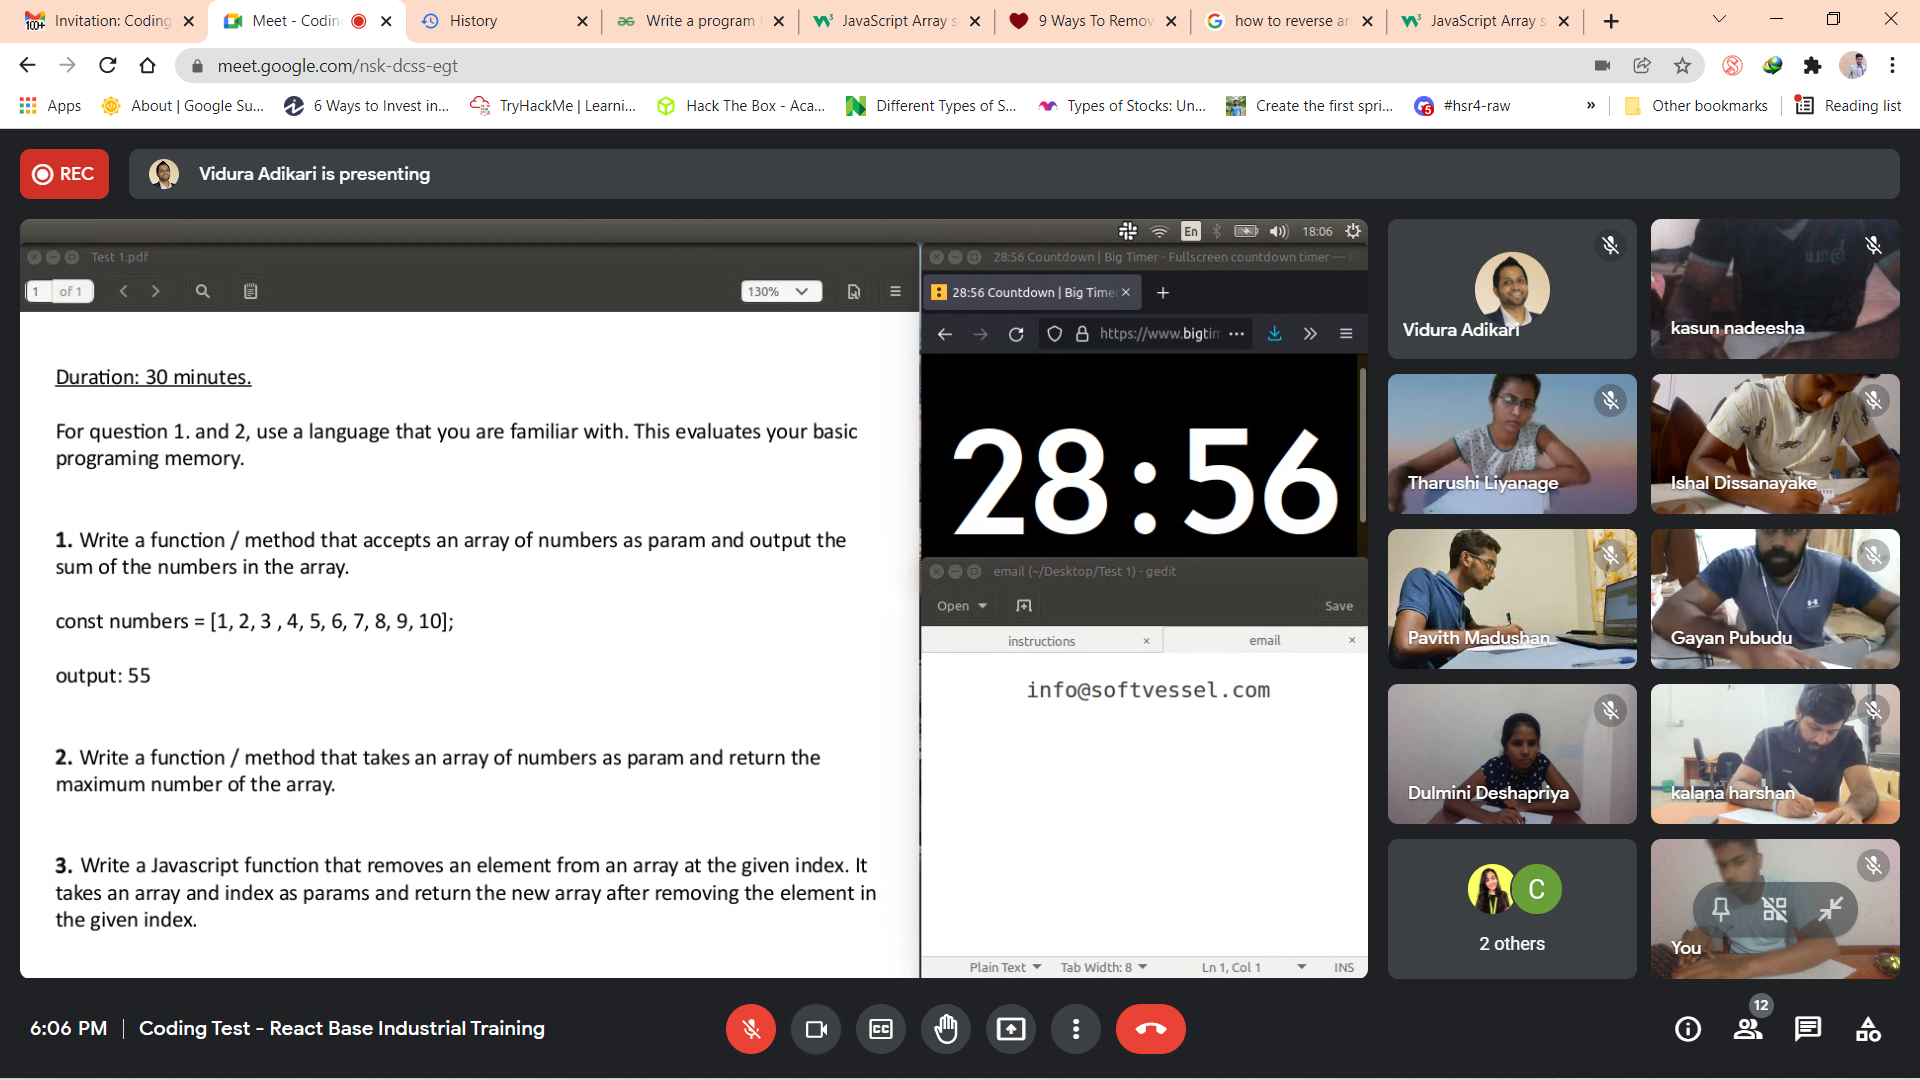 Invitation: Coding
Meet - Codin
History
Write a program
JavaScript Array s
9 Ways To Remov
how to reverse an
JavaScript Array s
meet.google.com/nsk-dcss-egt
Apps
About | Google Su...
6 Ways to Invest in...
TryHackMe | Learni...
Hack The Box - Aca...
Different Types of S...
Types of Stocks: Un...
Create the first spri...
#hsr4-raw
»
Other bookmarks
Reading list
REC
Vidura Adikari is presenting
En
18:06
Test 1.pdf
1 of 1
130%
Duration: 30 minutes.
For question 1. and 2, use a language that you are familiar with. This evaluates your basic
programing memory.
1. Write a function / method that accepts an array of numbers as param and output the
sum of the numbers in the array.
const numbers = [1, 2, 3 , 4, 5, 6, 7, 8, 9, 10];
output: 55
2. Write a function / method that takes an array of numbers as param and return the
maximum number of the array.
3. Write a Javascript function that removes an element from an array at the given index. It
takes an array and index as params and return the new array after removing the element in
the given index.
28:56 Countdown | Big Timer - Fullscreen countdown timer —
28:56 Countdown | Big Time
https://www.bigtim
28:56
email (~/Desktop/Test 1) - gedit
Open
Save
instructions
email
info@softvessel.com
Plain Text
Tab Width: 8
Ln 1, Col 1
INS
Vidura Adikari
kasun nadeesha
Tharushi Liyanage
Ishal Dissanayake
Pavith Madushan
Gayan Pubudu
Dulmini Deshapriya
kalana harshan
C
2 others
You
6:06 PM
Coding Test - React Base Industrial Training
CC
12